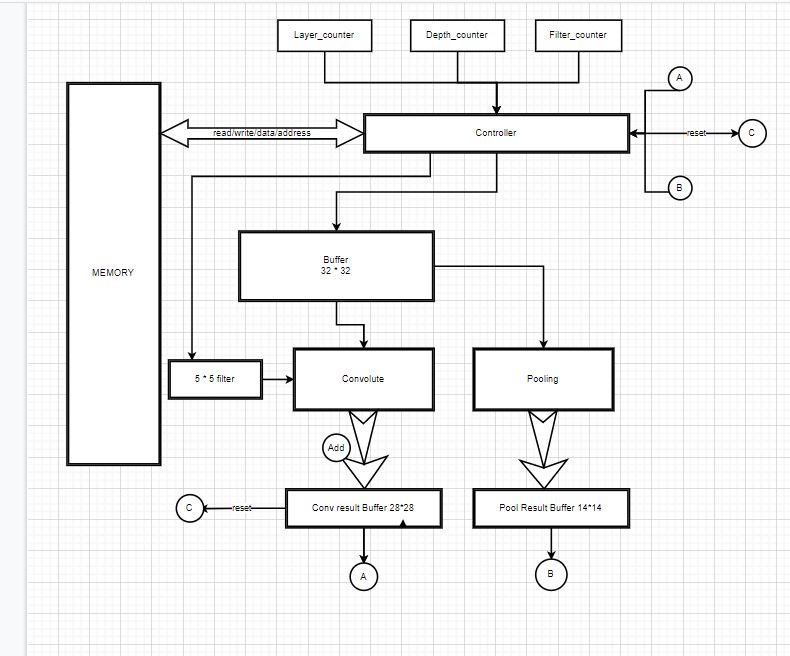 Layer_counter
Depth_counter
Filter_counter
A
read/write/data/address
Controller
reset
C
B
MEMORY
Buffer
32 * 32
5 * 5 filter
Convolute
Pooling
Add
C
reset
Conv result Buffer 28*28
Pool Result Buffer 14*14
A
B